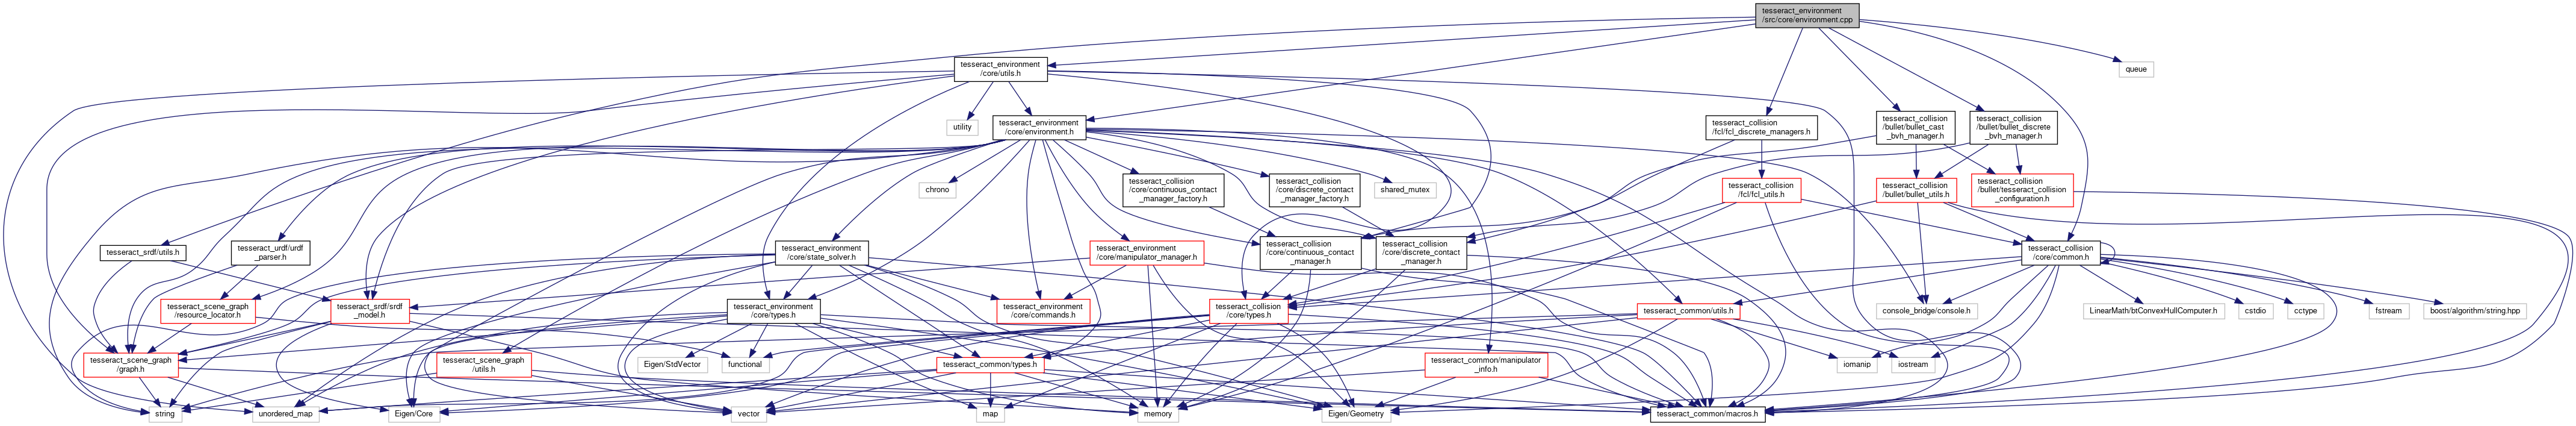 tesseract_environment
/src/core/environment.cpp
tesseract_environment
/core/utils.h
queue
utility
tesseract_environment
/core/environment.h
tesseract_collision
/fcl/fcl_discrete_managers.h
tesseract_collision
/bullet/bullet_cast
_bvh_manager.h
tesseract_collision
/bullet/bullet_discrete
_bvh_manager.h
chrono
tesseract_collision
/core/continuous_contact
_manager_factory.h
tesseract_collision
/core/discrete_contact
_manager_factory.h
shared_mutex
tesseract_collision
/fcl/fcl_utils.h
tesseract_collision
/bullet/bullet_utils.h
tesseract_collision
/bullet/tesseract_collision
_configuration.h
tesseract_srdf/utils.h
tesseract_urdf/urdf
_parser.h
tesseract_environment
/core/state_solver.h
tesseract_environment
/core/manipulator_manager.h
tesseract_collision
/core/continuous_contact
_manager.h
tesseract_collision
/core/discrete_contact
_manager.h
tesseract_collision
/core/common.h
tesseract_scene_graph
/resource_locator.h
tesseract_srdf/srdf
_model.h
tesseract_environment
/core/types.h
tesseract_environment
/core/commands.h
tesseract_collision
/core/types.h
tesseract_common/utils.h
console_bridge/console.h
LinearMath/btConvexHullComputer.h
cstdio
cctype
fstream
boost/algorithm/string.hpp
tesseract_scene_graph
/graph.h
tesseract_scene_graph
/utils.h
Eigen/StdVector
functional
tesseract_common/types.h
tesseract_common/manipulator
_info.h
iomanip
iostream
string
unordered_map
Eigen/Core
vector
map
memory
Eigen/Geometry
tesseract_common/macros.h